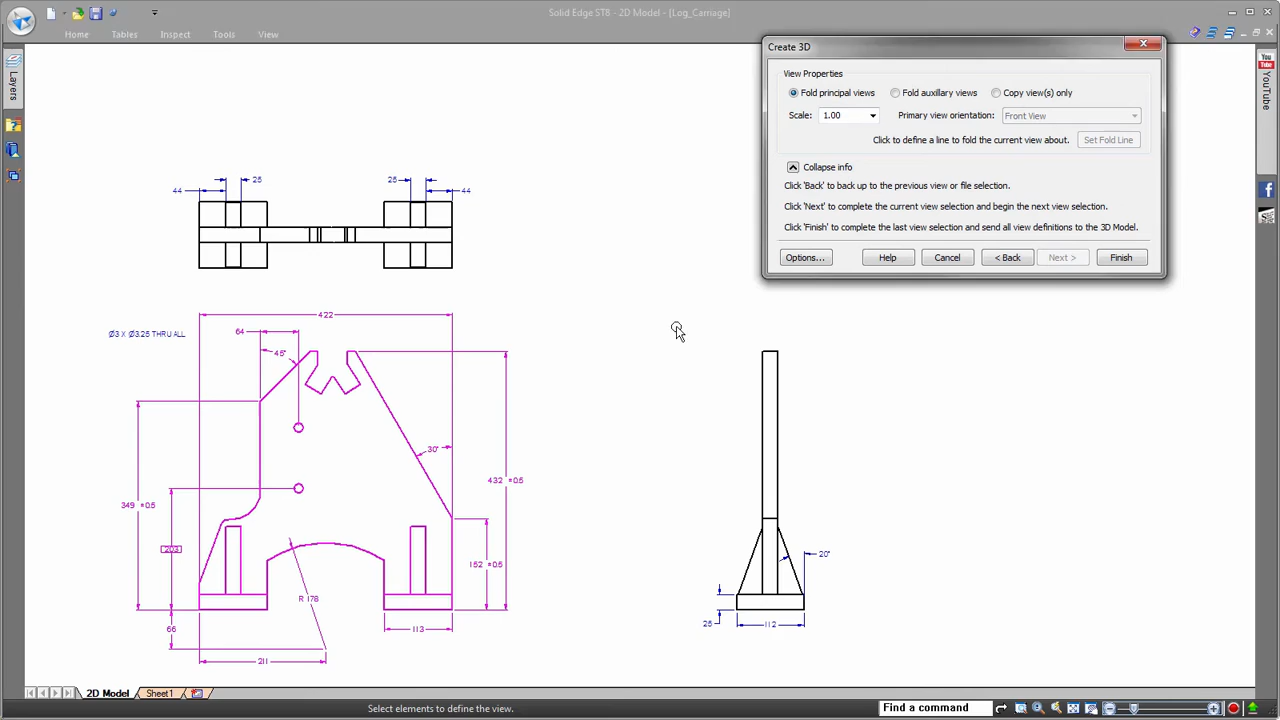 Solid Edge ST8 - 2D Model - [Log_Carriage]
Home Tables Inspect Tools View
Layers
YouTube
You Tube
Create 3D
View Properties
Fold principal views Fold auxillary views Copy view(s) only
Scale: 1.00 Primary view orientation: Front View
Click to define a line to fold the current view about. Set Fold Line
Collapse info
Click 'Back' to back up to the previous view or file selection.
Click 'Next' to complete the current view selection and begin the next view selection.
Click 'Finish' to complete the last view selection and send all view definitions to the 3D Model.
Options... Help Cancel < Back Next > Finish
44 25 25 44
422
Ø3 X Ø3.25 THRU ALL
64
45°
30°
432 ±0.5
349 ±0.5
203
152 ±0.5
R 178
66
113
211
20°
25
112
2D Model Sheet1
Select elements to define the view.
Find a command